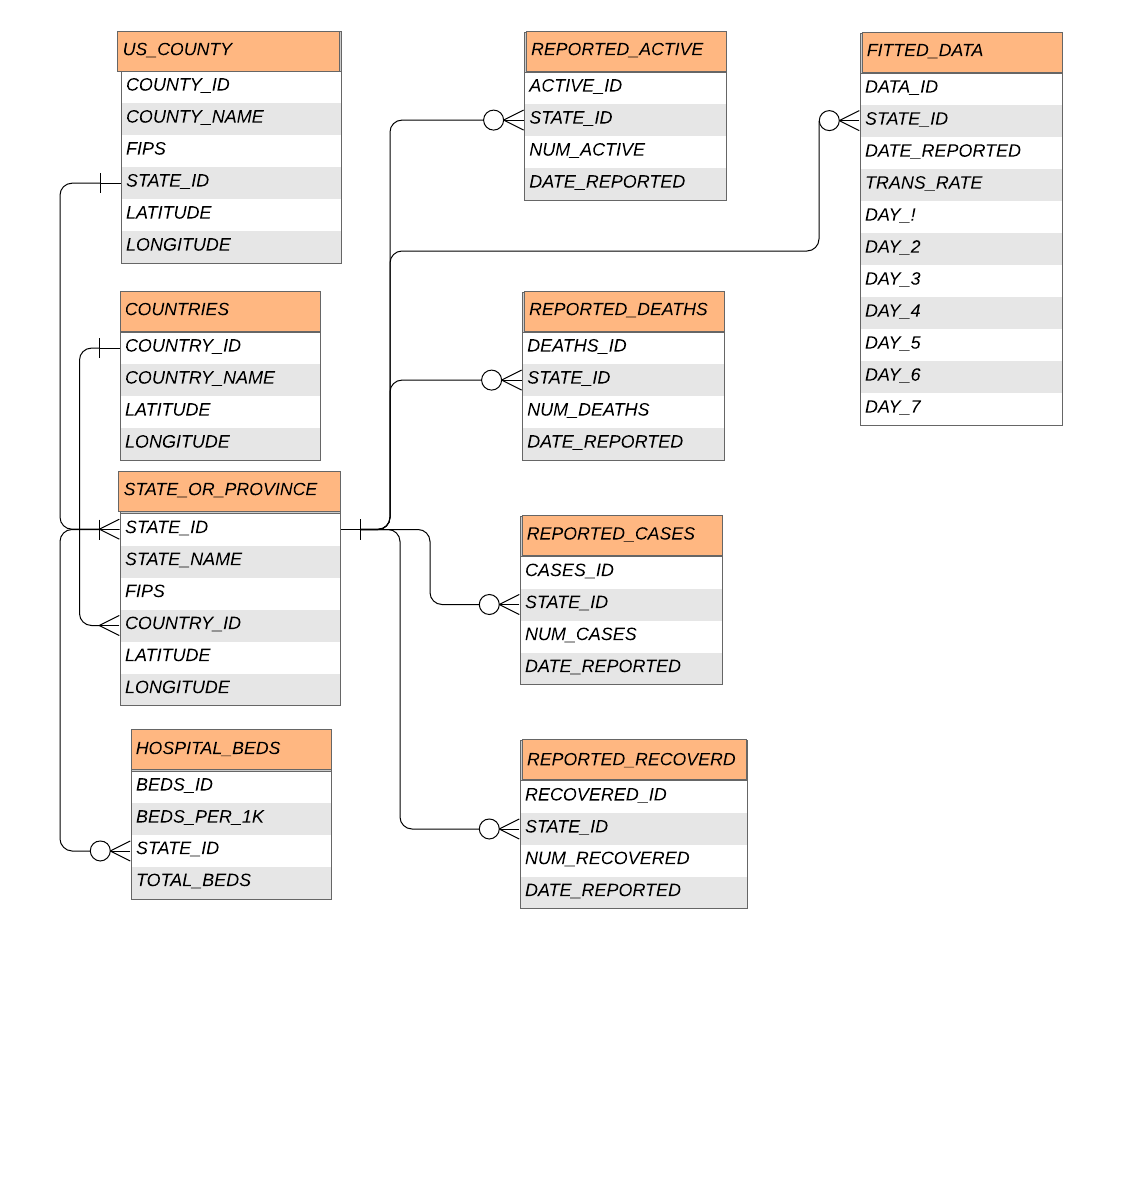 US_COUNTY
COUNTY_ID
COUNTY_NAME
FIPS
STATE_ID
LATITUDE
LONGITUDE
COUNTRIES
COUNTRY_ID
COUNTRY_NAME
LATITUDE
LONGITUDE
STATE_OR_PROVINCE
STATE_ID
STATE_NAME
FIPS
COUNTRY_ID
LATITUDE
LONGITUDE
HOSPITAL_BEDS
BEDS_ID
BEDS_PER_1K
STATE_ID
TOTAL_BEDS
REPORTED_ACTIVE
ACTIVE_ID
STATE_ID
NUM_ACTIVE
DATE_REPORTED
REPORTED_DEATHS
DEATHS_ID
STATE_ID
NUM_DEATHS
DATE_REPORTED
REPORTED_CASES
CASES_ID
STATE_ID
NUM_CASES
DATE_REPORTED
REPORTED_RECOVERD
RECOVERED_ID
STATE_ID
NUM_RECOVERED
DATE_REPORTED
FITTED_DATA
DATA_ID
STATE_ID
DATE_REPORTED
TRANS_RATE
DAY_!
DAY_2
DAY_3
DAY_4
DAY_5
DAY_6
DAY_7